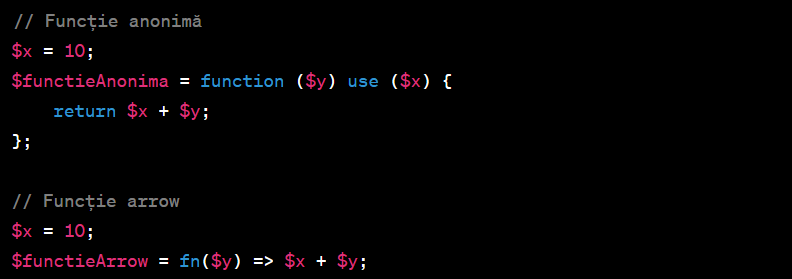 // Funcție anonimă
$x = 10;
$functieAnonima = function ($y) use ($x) {
    return $x + $y;
};
// Funcție arrow
$x = 10;
$functieArrow = fn($y) => $x + $y;